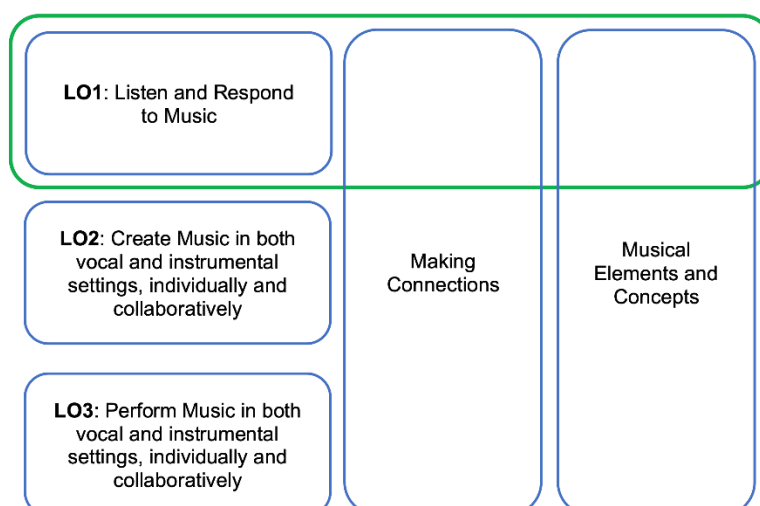 LO1: Listen and Respond
to Music
LO2: Create Music in both
vocal and instrumental
settings, individually and
collaboratively
LO3: Perform Music in both
vocal and instrumental
settings, individually and
collaboratively
Making
Connections
Musical
Elements and
Concepts